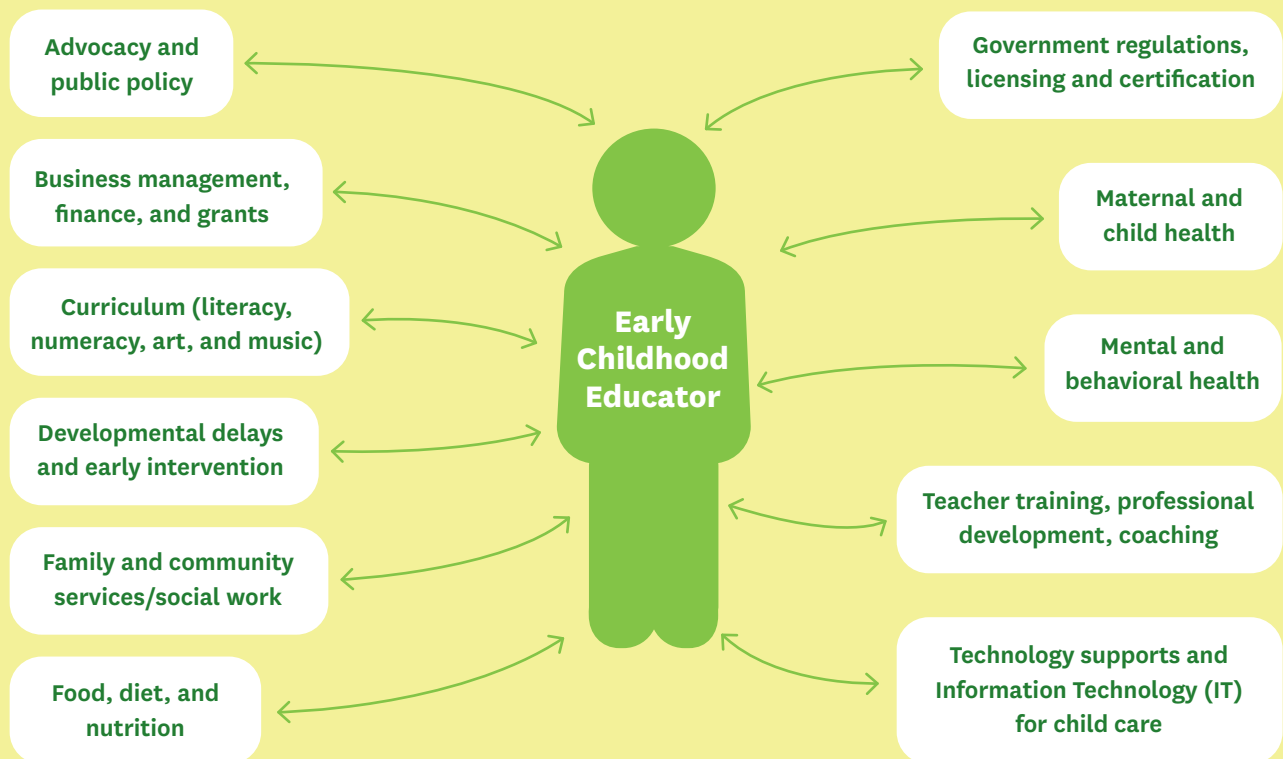 Advocacy and
public policy
Business management,
finance, and grants
Curriculum (literacy,
numeracy, art, and music)
Developmental delays
and early intervention
Family and community
services/social work
Food, diet, and
nutrition
Early
Childhood
Educator
Government regulations,
licensing and certification
Maternal and
child health
Mental and
behavioral health
Teacher training, professional
development, coaching
Technology supports and
Information Technology (IT)
for child care